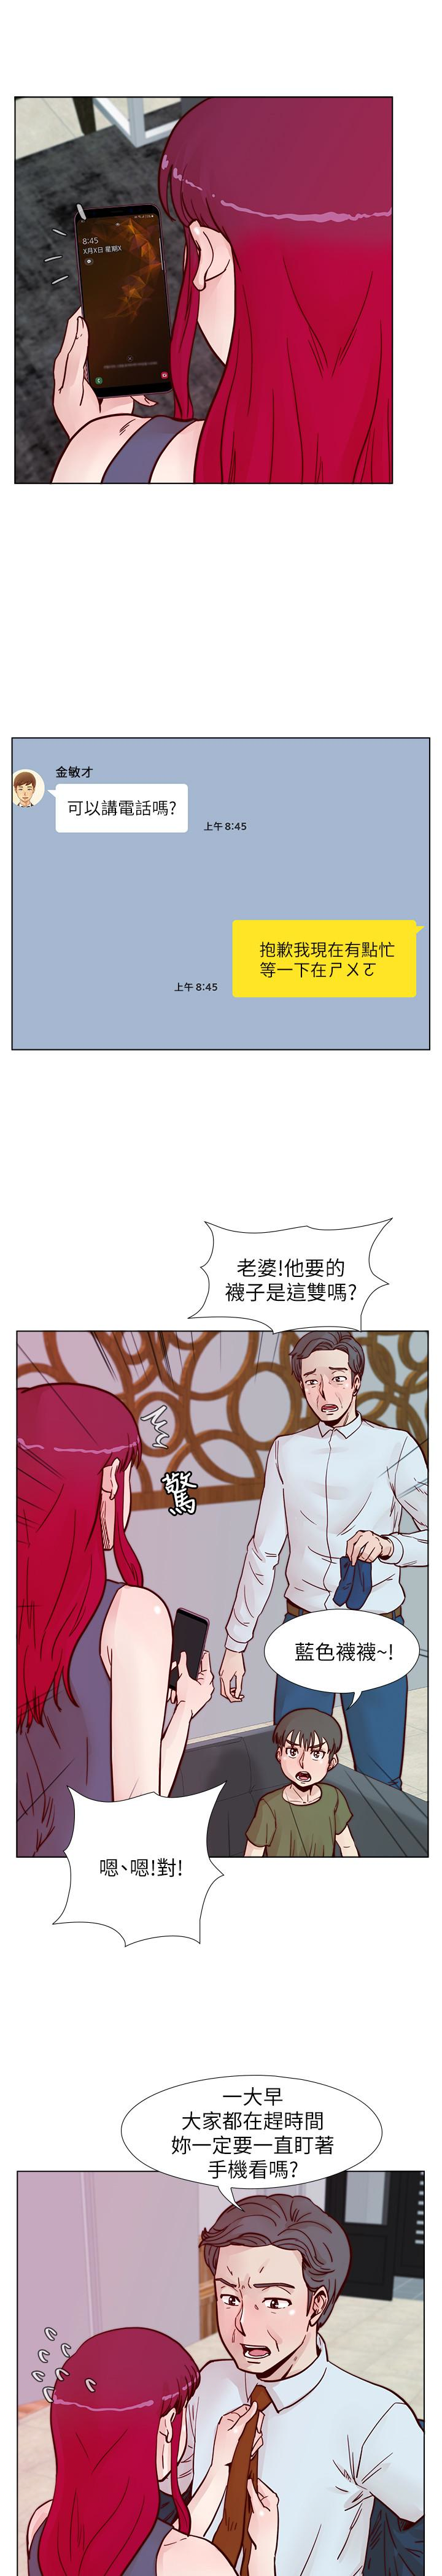 8:45
X月X日 星期X
金敏才
可以講電話嗎?
上午 8:45
抱歉我現在有點忙
等一下在ㄕㄨㄛ
上午 8:45
老婆!他要的
襪子是這雙嗎?
驚
藍色襪襪~!
嗯、嗯!對!
一大早
大家都在趕時間
妳一定要一直盯著
手機看嗎?